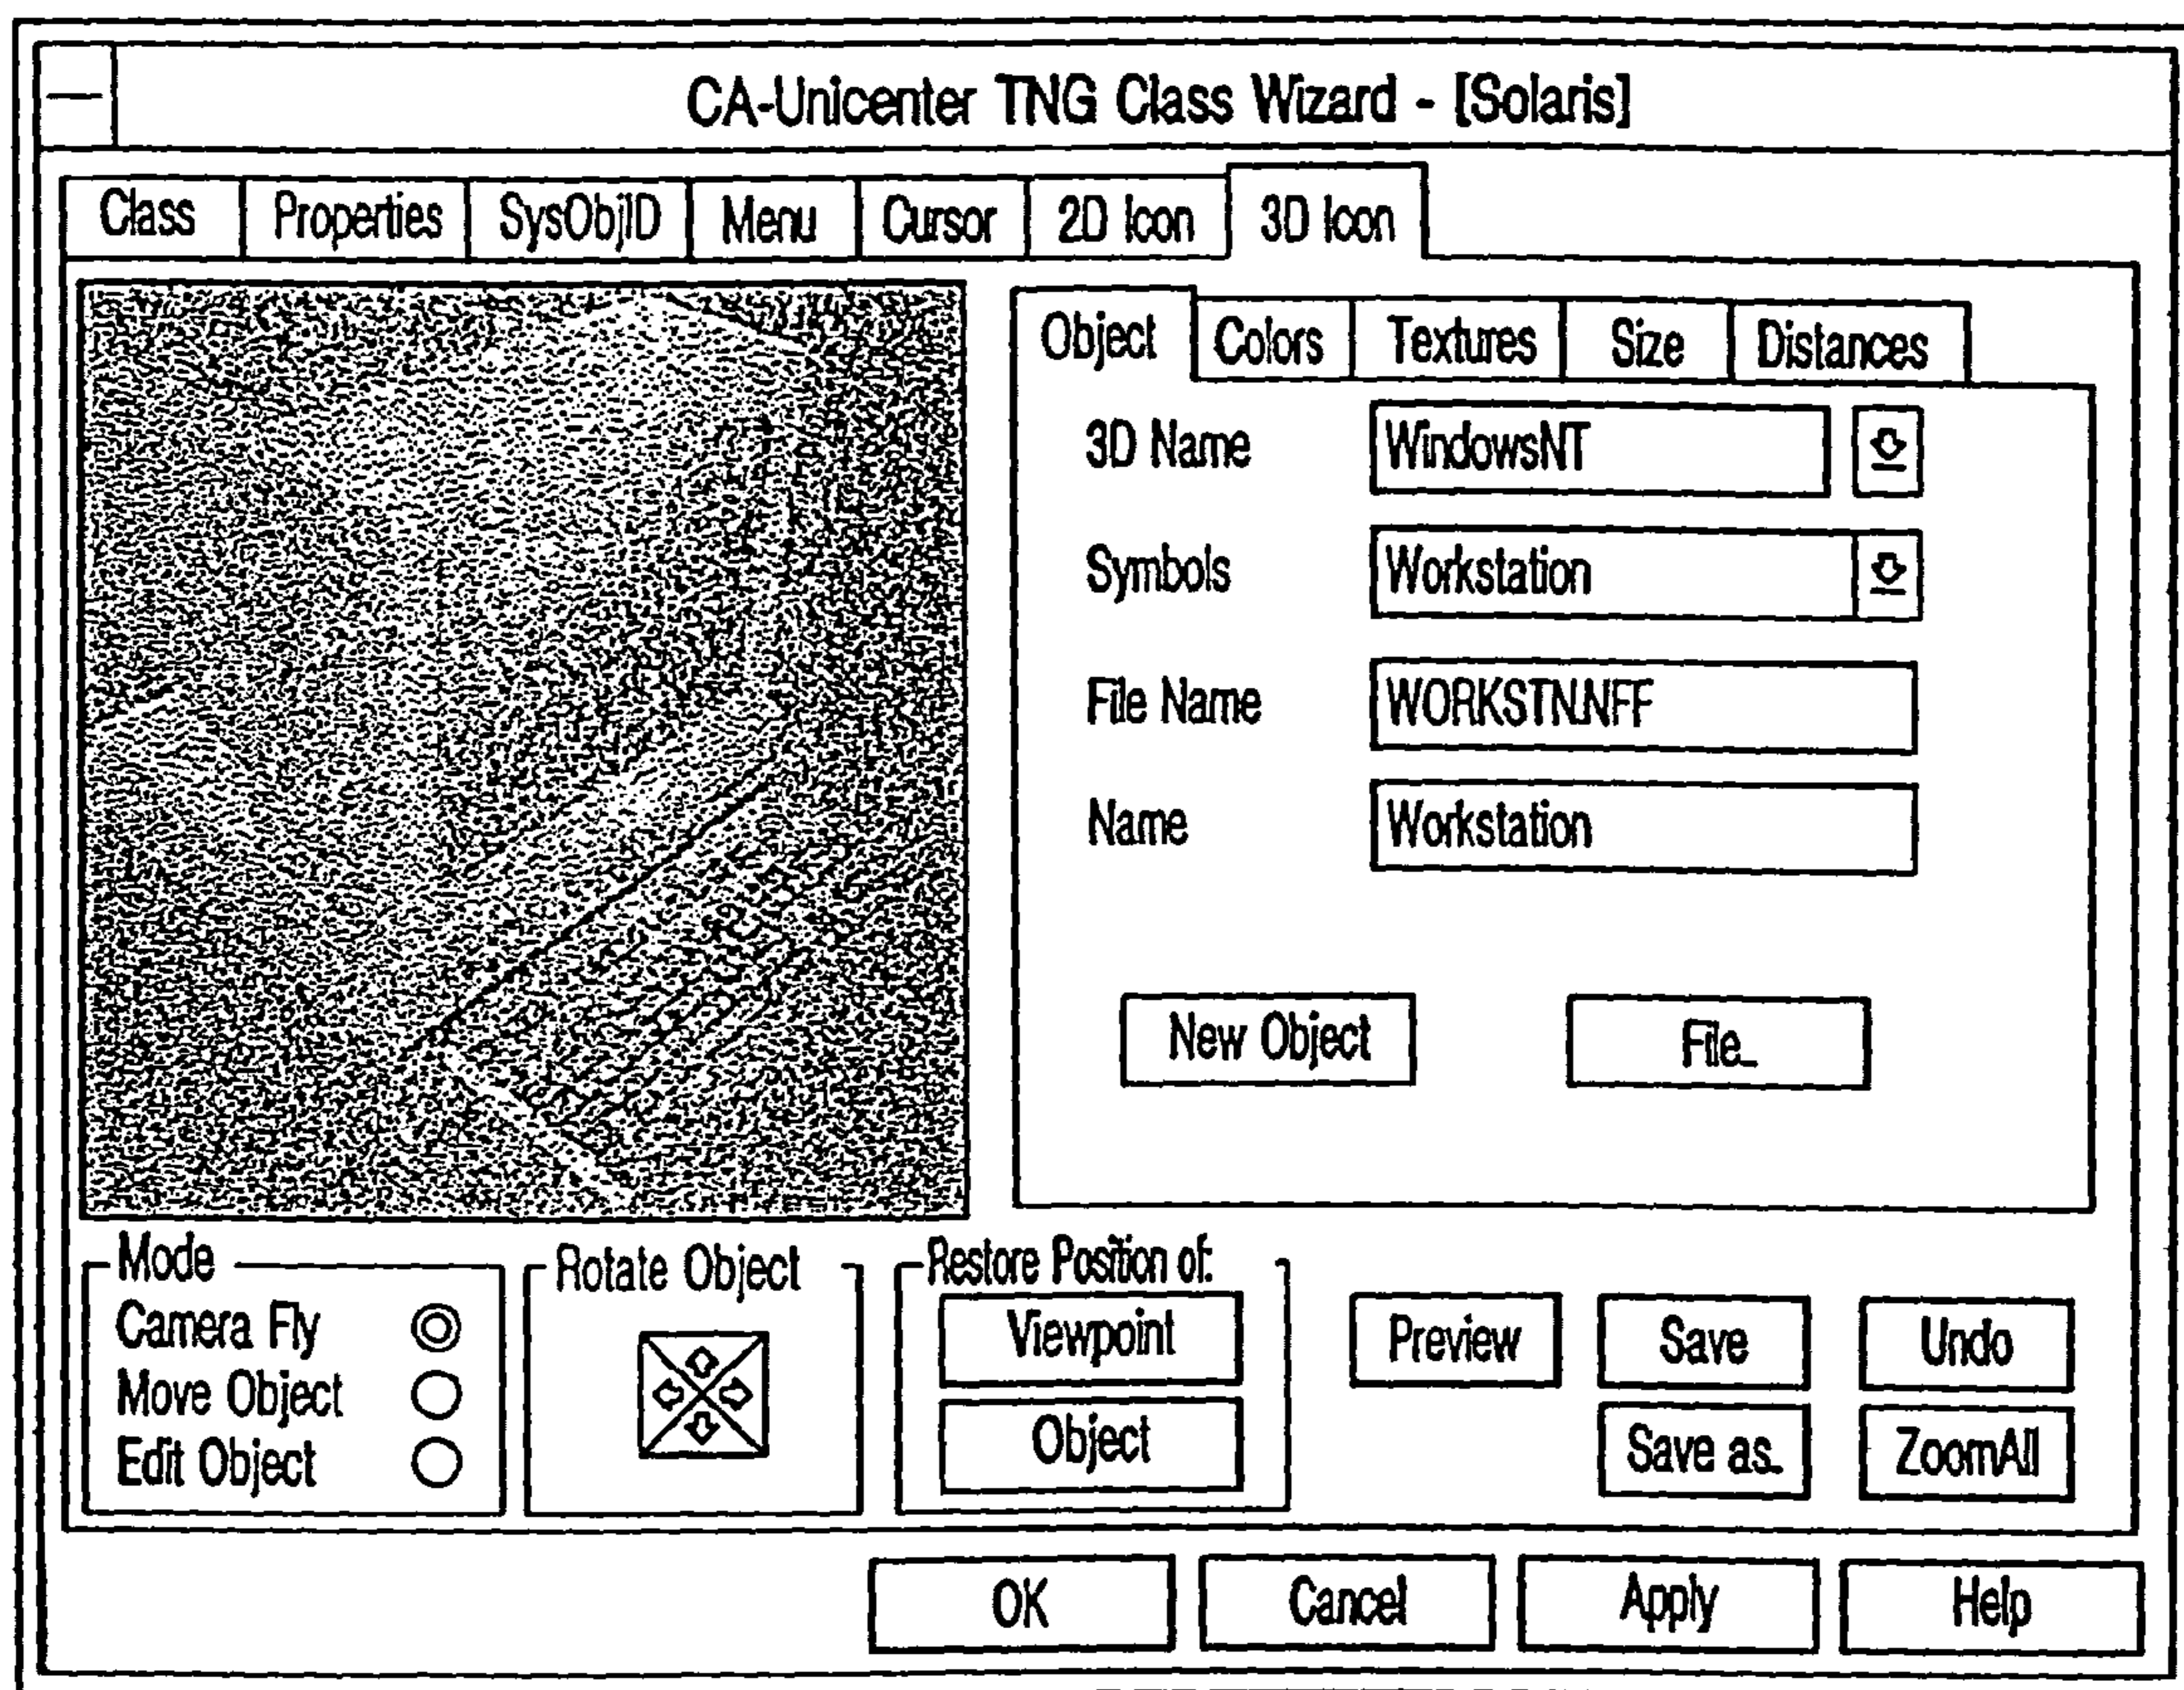 CA-Unicenter TNG Class Wizard - [Solaris]
Class Properties SysObjID Menu Cursor 2D Icon 3D Icon
Object Colors Textures Size Distances
3D Name WindowsNT
Symbols Workstation
File Name WORKSTN.NFF
Name Workstation
New Object File..
Mode
Camera Fly
Move Object
Edit Object
Rotate Object
Restore Position of:
Viewpoint
Object
Preview Save Undo
Save as.. ZoomAll
OK Cancel Apply Help